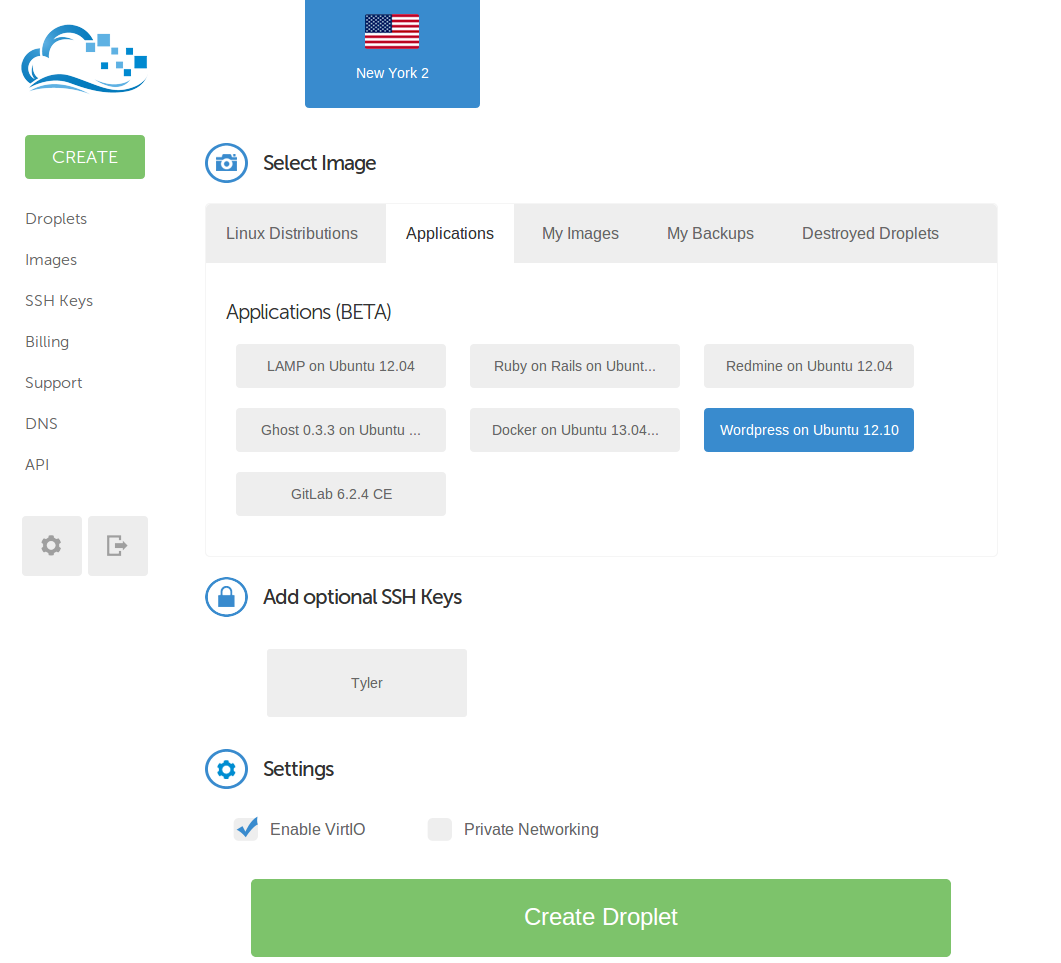 New York 2
CREATE
Droplets
Images
SSH Keys
Billing
Support
DNS
API
Select Image
Linux Distributions Applications My Images My Backups Destroyed Droplets
Applications (BETA)
LAMP on Ubuntu 12.04 Ruby on Rails on Ubunt... Redmine on Ubuntu 12.04
Ghost 0.3.3 on Ubuntu ... Docker on Ubuntu 13.04... Wordpress on Ubuntu 12.10
GitLab 6.2.4 CE
Add optional SSH Keys
Tyler
Settings
Enable VirtIO Private Networking
Create Droplet